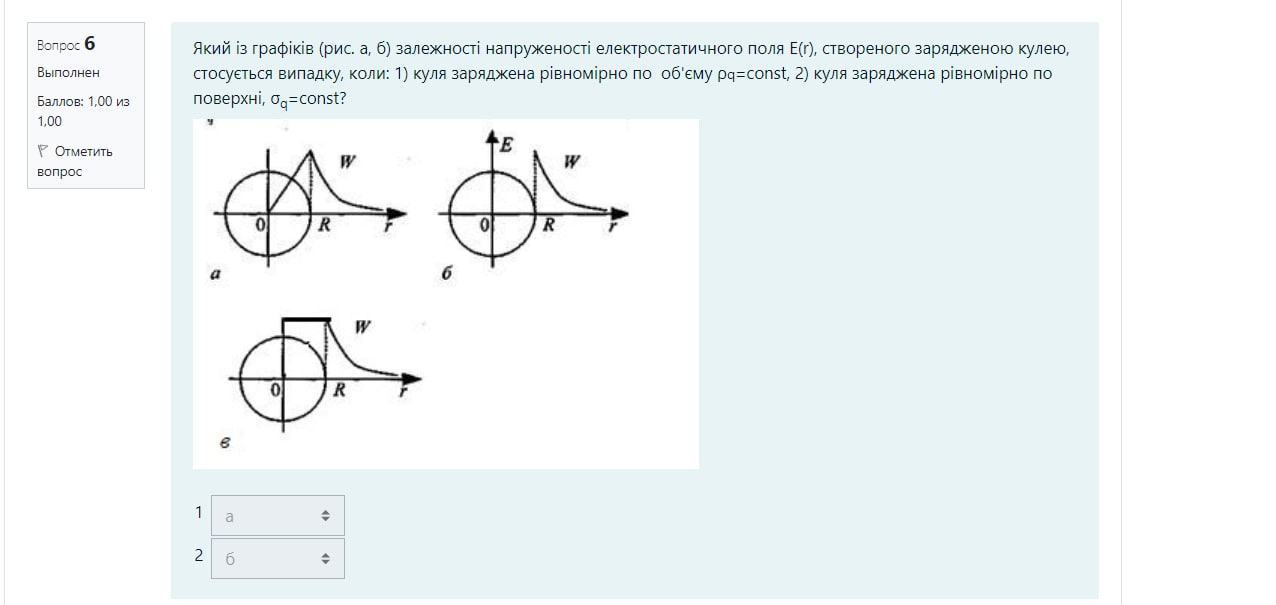 Вопрос 6
Выполнен
Баллов: 1,00 из
1,00
Отметить
вопрос
Який із графіків (рис. а, б) залежності напруженості електростатичного поля E(r), створеного зарядженою кулею,
стосується випадку, коли: 1) куля заряджена рівномірно по об'єму ρq=const, 2) куля заряджена рівномірно по
поверхні, σq=const?
W
0 R r
а
E
W
0 R r
б
W
0 R r
в
1 а
2 б